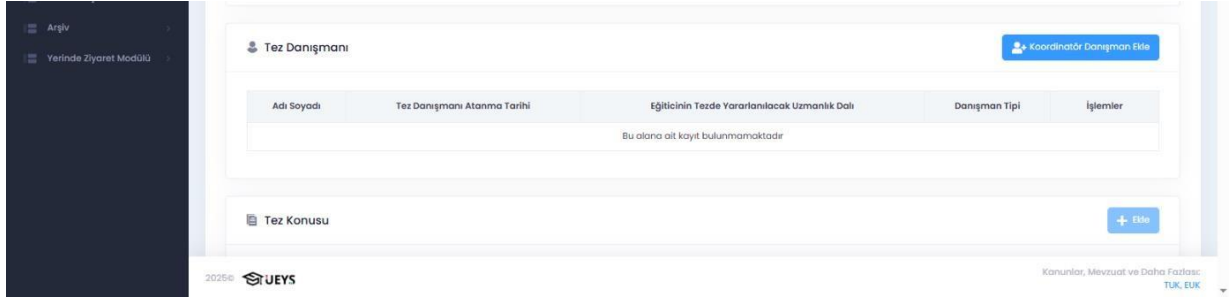 Arşiv
Yerinde Ziyaret Modülü
Tez Danışmanı
Koordinatör Danışman Ekle
Adı Soyadı Tez Danışmanı Atanma Tarihi Eğiticinin Tezde Yararlanılacak Uzmanlık Dalı Danışman Tipi İşlemler
Bu alana ait kayıt bulunmamaktadır
Tez Konusu
+ Ekle
2025© UEYS
Kanunlar, Mevzuat ve Daha Fazlası:
TUK, EUK